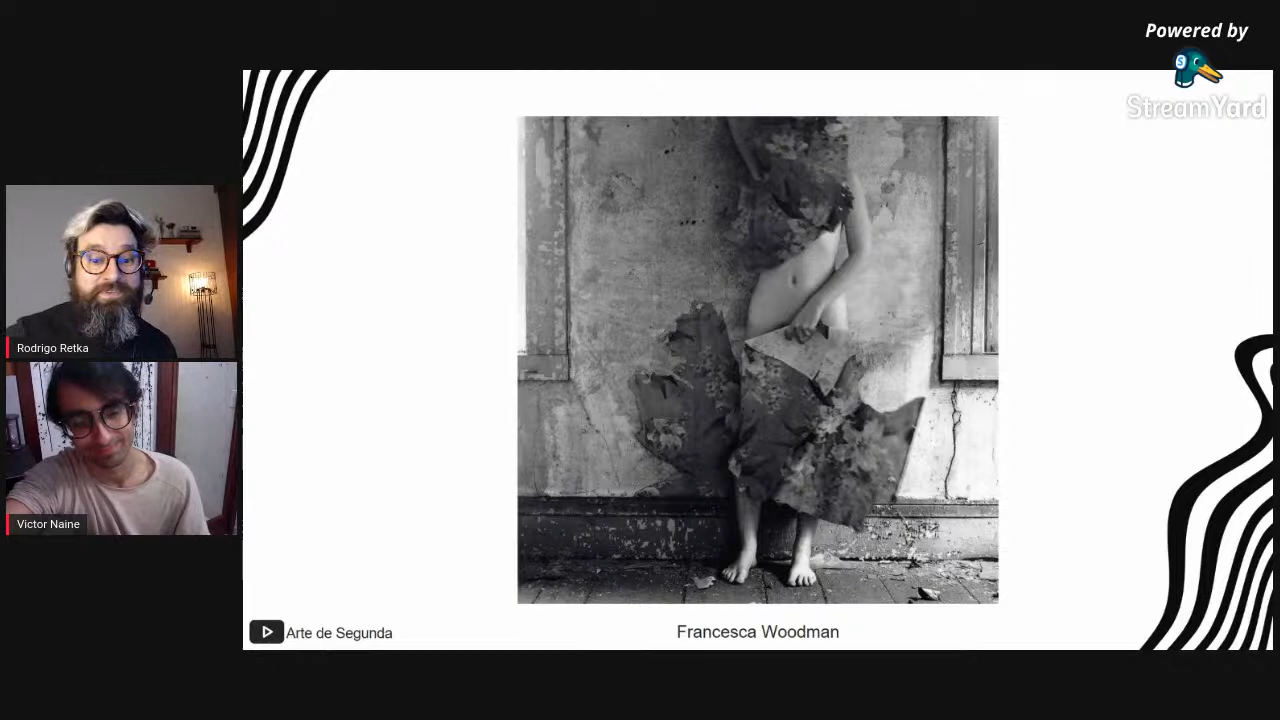 Powered by
StreamYard
Rodrigo Retka
Victor Naine
Arte de Segunda
Francesca Woodman